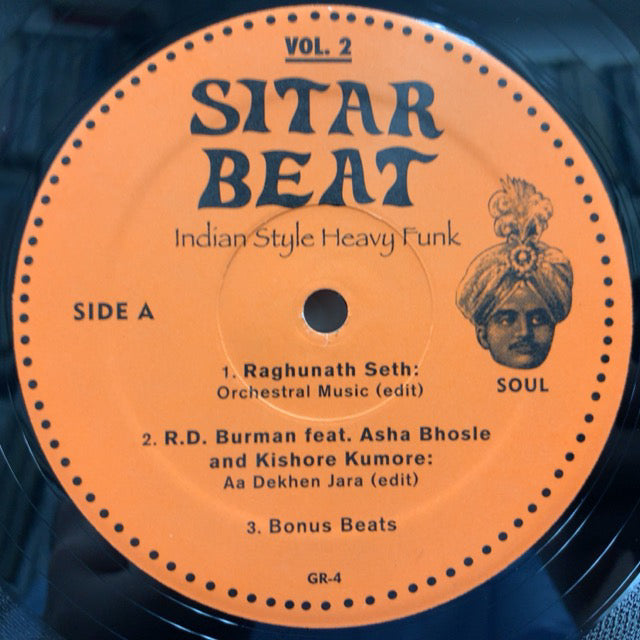 VOL. 2
SITAR
BEAT
Indian Style Heavy Funk
SIDE A
SOUL
1. Raghunath Seth:
Orchestral Music (edit)
2. R.D. Burman feat. Asha Bhosle
and Kishore Kumore:
Aa Dekhen Jara (edit)
3. Bonus Beats
GR-4